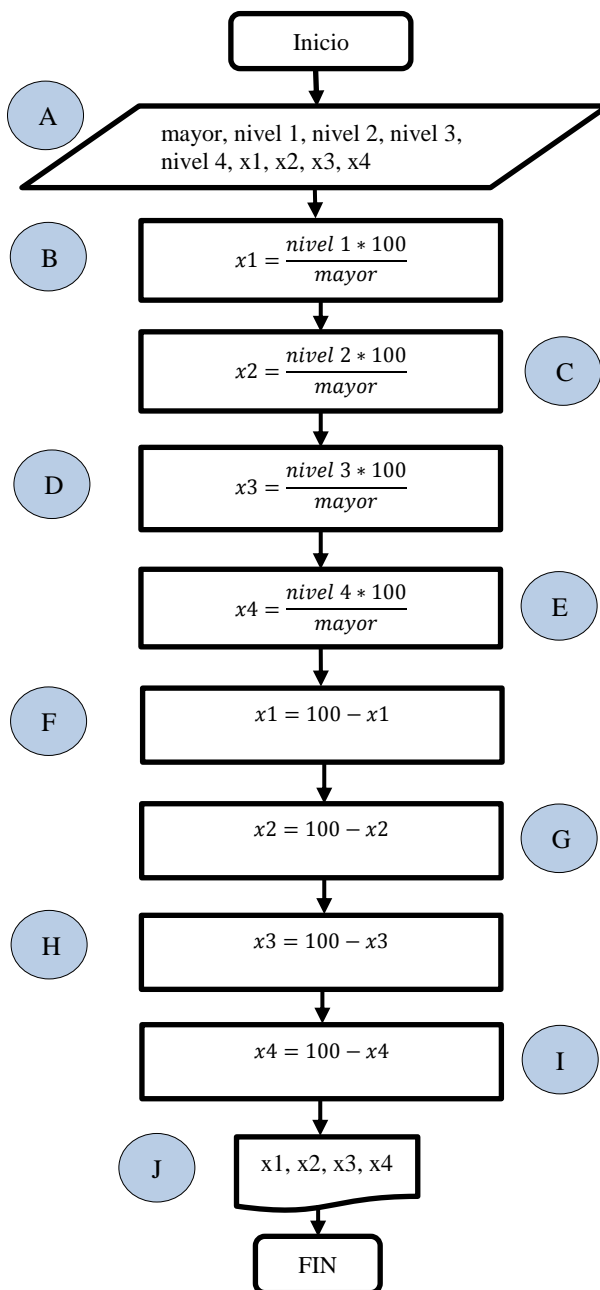 Inicio
A
mayor, nivel 1, nivel 2, nivel 3,
nivel 4, x1, x2, x3, x4
B
x1 = nivel 1 * 100 / mayor
x2 = nivel 2 * 100 / mayor
C
D
x3 = nivel 3 * 100 / mayor
x4 = nivel 4 * 100 / mayor
E
F
x1 = 100 − x1
x2 = 100 − x2
G
H
x3 = 100 − x3
x4 = 100 − x4
I
J
x1, x2, x3, x4
FIN